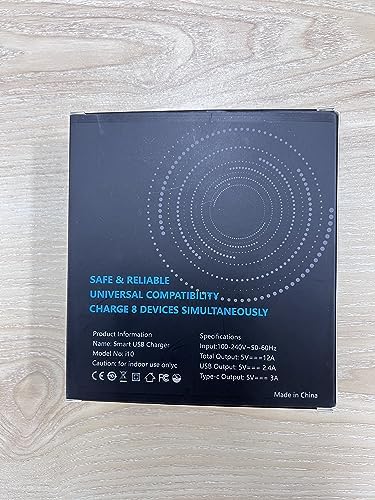 SAFE & RELIABLE
UNIVERSAL COMPATIBILITY
CHARGE 8 DEVICES SIMULTANEOUSLY
Product Information
Name: Smart USB Charger
Model No: i10
Caution: for indoor use onlyc
Specifications
Input:100-240V~50-60Hz
Total Output: 5V===12A
USB Output: 5V=== 2.4A
Type-c Output: 5V=== 3A
Made in China